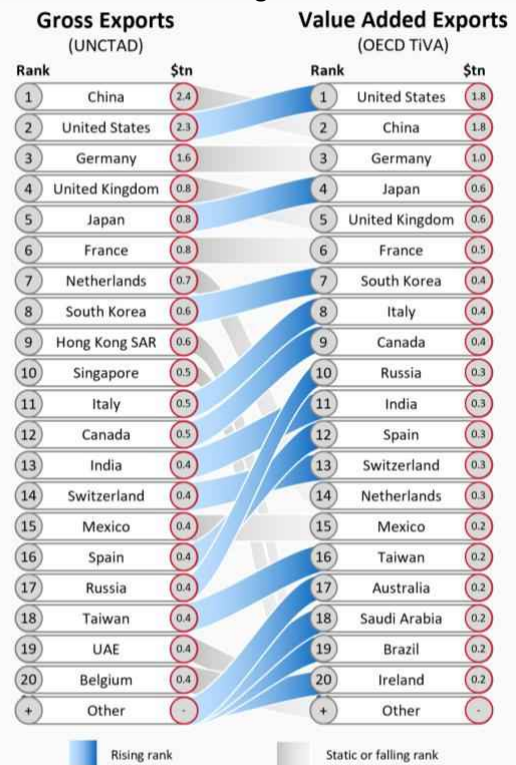 Gross Exports
(UNCTAD)
Value Added Exports
(OECD TiVA)
Rank $tn Rank $tn
1 China 2.4 1 United States 1.8
2 United States 2.3 2 China 1.8
3 Germany 1.6 3 Germany 1.0
4 United Kingdom 0.8 4 Japan 0.6
5 Japan 0.8 5 United Kingdom 0.6
6 France 0.8 6 France 0.5
7 Netherlands 0.7 7 South Korea 0.4
8 South Korea 0.6 8 Italy 0.4
9 Hong Kong SAR 0.6 9 Canada 0.4
10 Singapore 0.5 10 Russia 0.3
11 Italy 0.5 11 India 0.3
12 Canada 0.5 12 Spain 0.3
13 India 0.4 13 Switzerland 0.3
14 Switzerland 0.4 14 Netherlands 0.3
15 Mexico 0.4 15 Mexico 0.2
16 Spain 0.4 16 Taiwan 0.2
17 Russia 0.4 17 Australia 0.2
18 Taiwan 0.4 18 Saudi Arabia 0.2
19 UAE 0.4 19 Brazil 0.2
20 Belgium 0.4 20 Ireland 0.2
+ Other - + Other -
Rising rank Static or falling rank